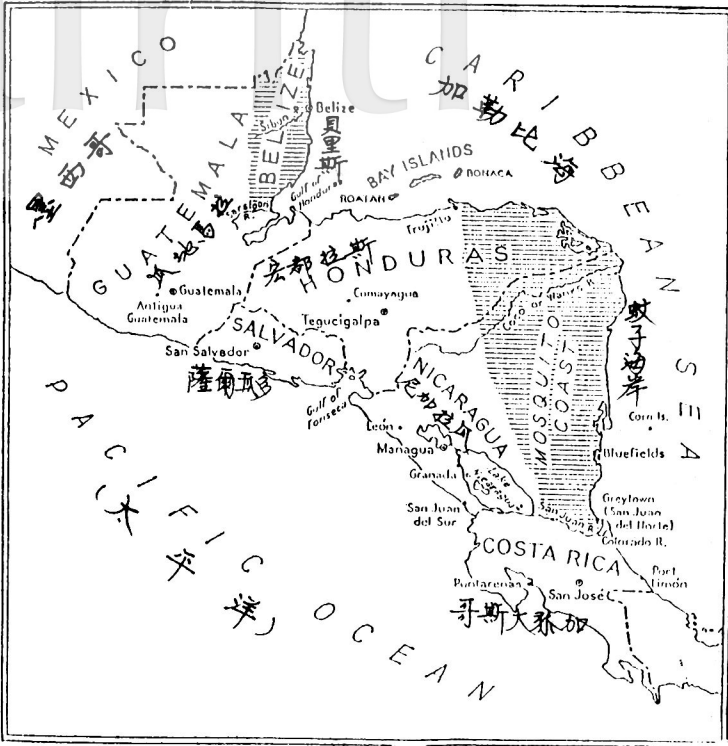 MEXICO
墨西哥
CARIBBEAN SEA
加勒比海
BELIZE
Belize
貝里斯
Sibun R.
GUATEMALA
Gulf of Honduras
BAY ISLANDS
ROATAN
BONACA
Trujillo
HONDURAS
宏都拉斯
Comayagua
Tegucigalpa
Guatemala
Antigua
Guatemala
SALVADOR
San Salvador
薩爾瓦多
Gulf of
Fonseca
NICARAGUA
尼加拉瓜
MOSQUITO
COAST
蚊子海岸
Corn Is.
León
Managua
Granada
Lake
Nicaragua
Bluefields
San Juan
del Sur
San Juan R.
Greytown
(San Juan
del Norte)
Colorado R.
COSTA RICA
Port
Limón
Puntarenas
San José
哥斯大黎加
PACIFIC OCEAN
(太平洋)